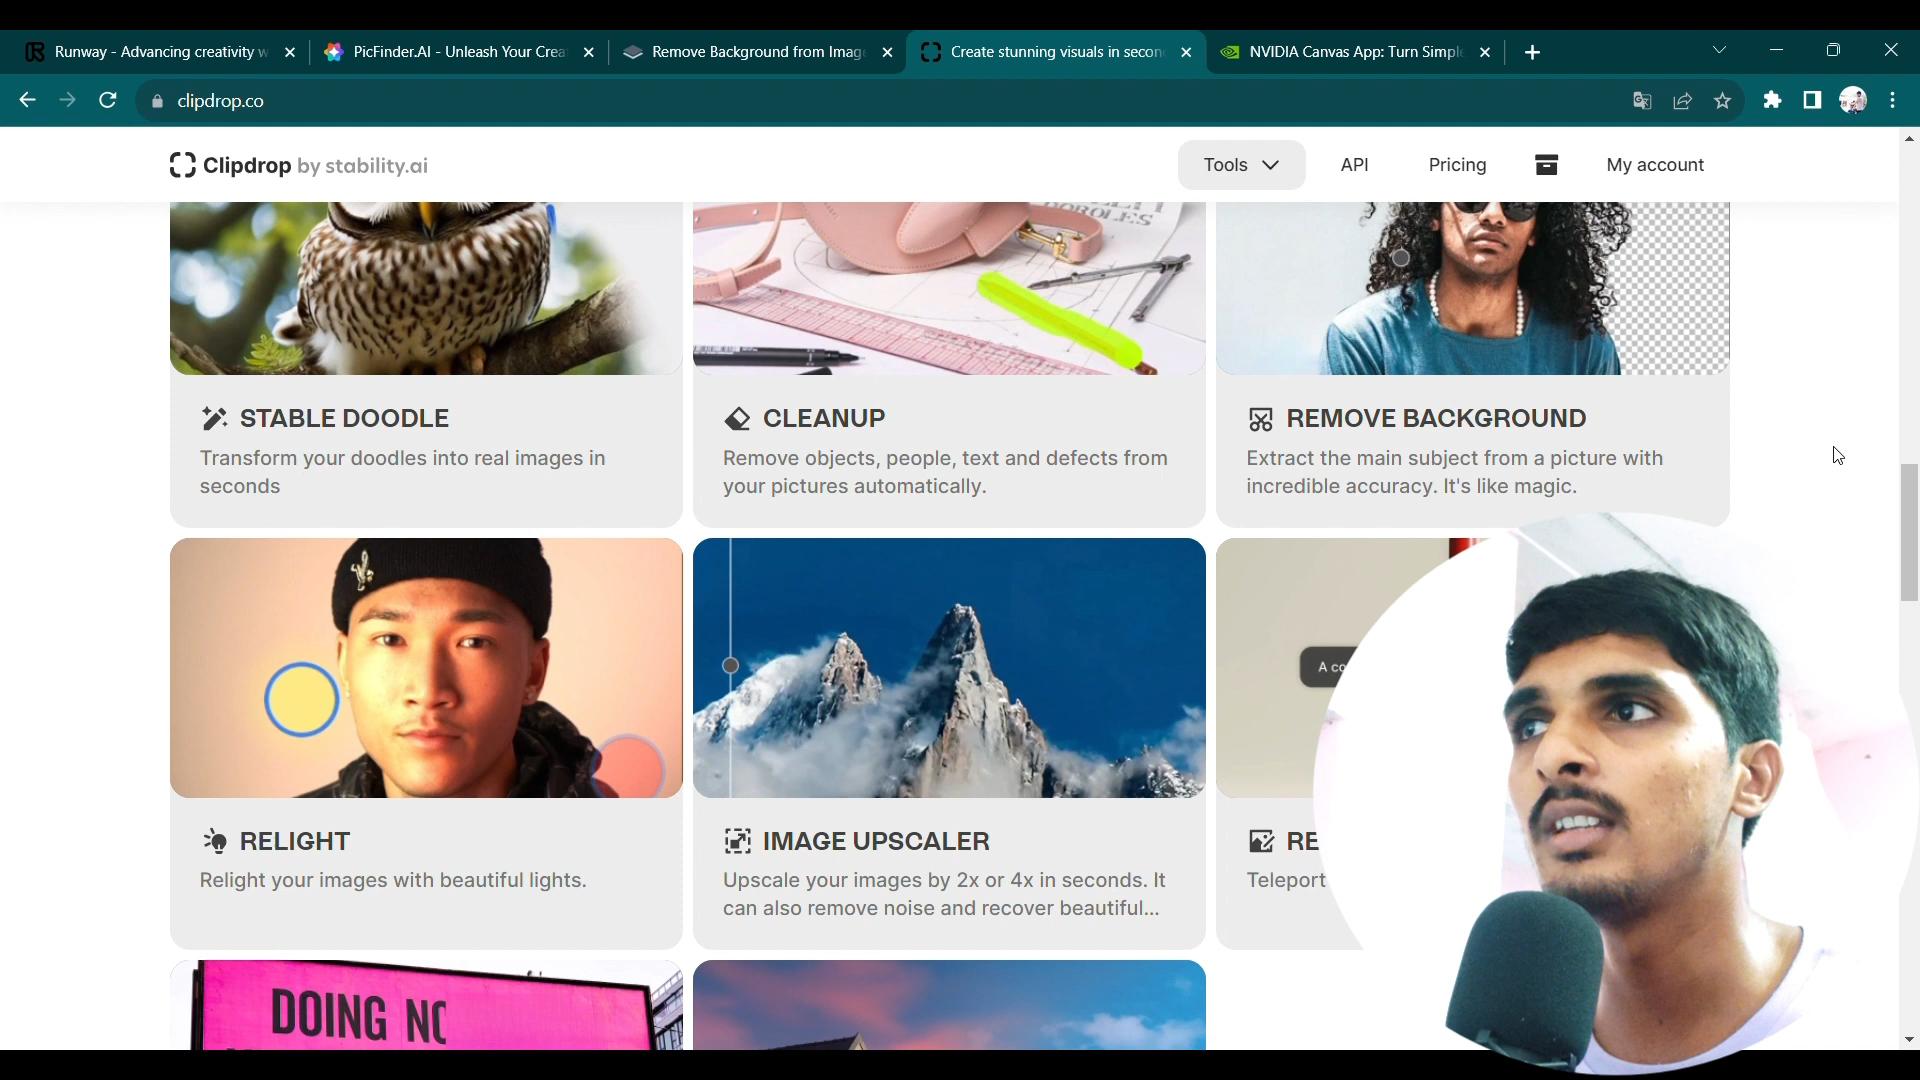 Runway - Advancing creativity w
PicFinder.AI - Unleash Your Crea
Remove Background from Image
Create stunning visuals in secon
NVIDIA Canvas App: Turn Simple
clipdrop.co
Clipdrop by stability.ai
Tools
API
Pricing
My account
STABLE DOODLE
Transform your doodles into real images in
seconds
CLEANUP
Remove objects, people, text and defects from
your pictures automatically.
REMOVE BACKGROUND
Extract the main subject from a picture with
incredible accuracy. It's like magic.
A co
RELIGHT
Relight your images with beautiful lights.
IMAGE UPSCALER
Upscale your images by 2x or 4x in seconds. It
can also remove noise and recover beautiful...
RE
Teleport
DOING NO